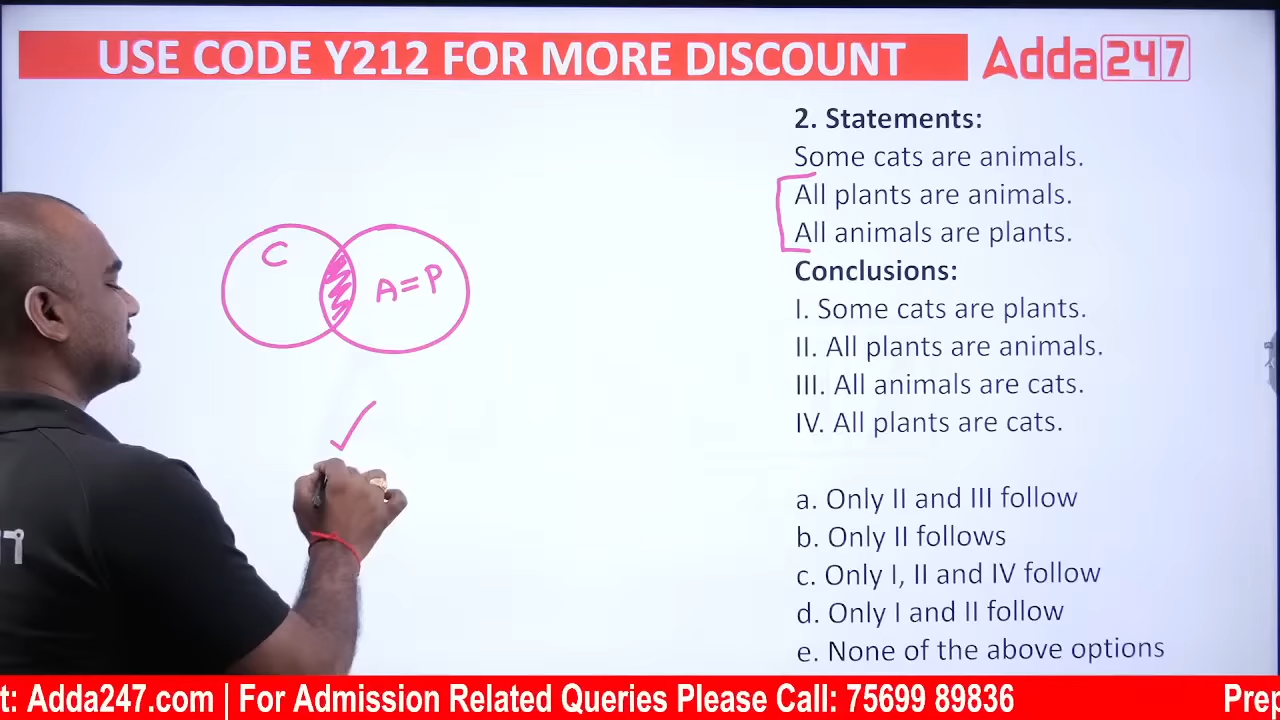 USE CODE Y212 FOR MORE DISCOUNT
Adda247
2. Statements:
Some cats are animals.
All plants are animals.
All animals are plants.
Conclusions:
I. Some cats are plants.
II. All plants are animals.
III. All animals are cats.
IV. All plants are cats.
a. Only II and III follow
b. Only II follows
c. Only I, II and IV follow
d. Only I and II follow
e. None of the above options
C
A=P
t: Adda247.com | For Admission Related Queries Please Call: 75699 89836
Prep